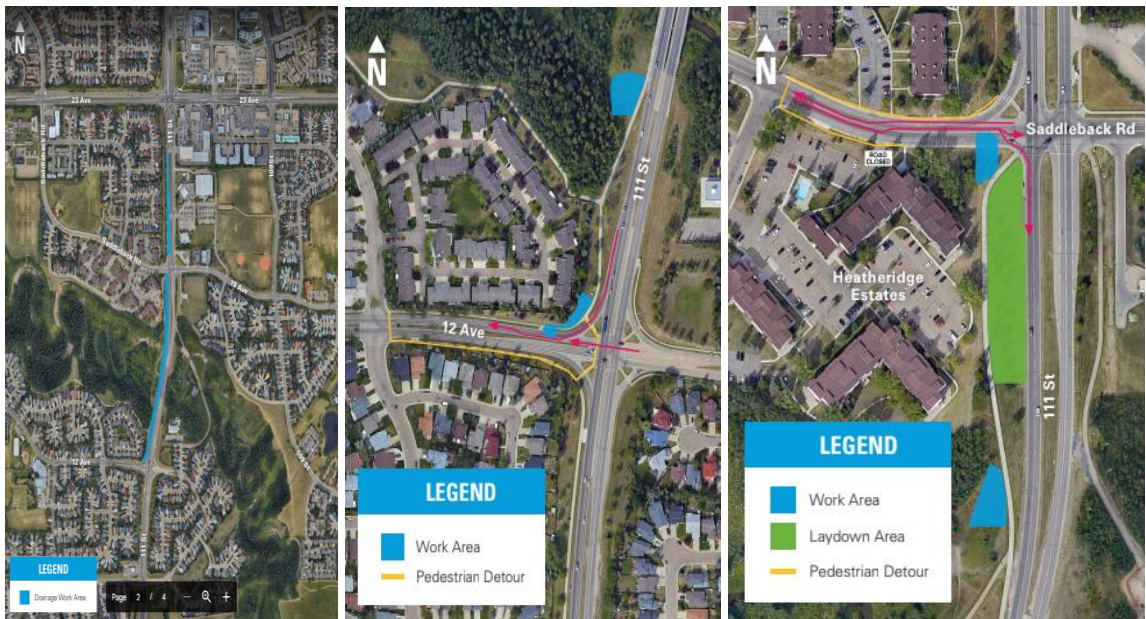 N
23 Ave
23 Ave
111 St
Saddleback Rd
Saddleback Rd
19 Ave
12 Ave
111 St
LEGEND
Drainage Work Area
Page 2 / 4
N
111 St
12 Ave
LEGEND
Work Area
Pedestrian Detour
N
Saddleback Rd
ROAD
CLOSED
Heatheridge
Estates
111 St
LEGEND
Work Area
Laydown Area
Pedestrian Detour